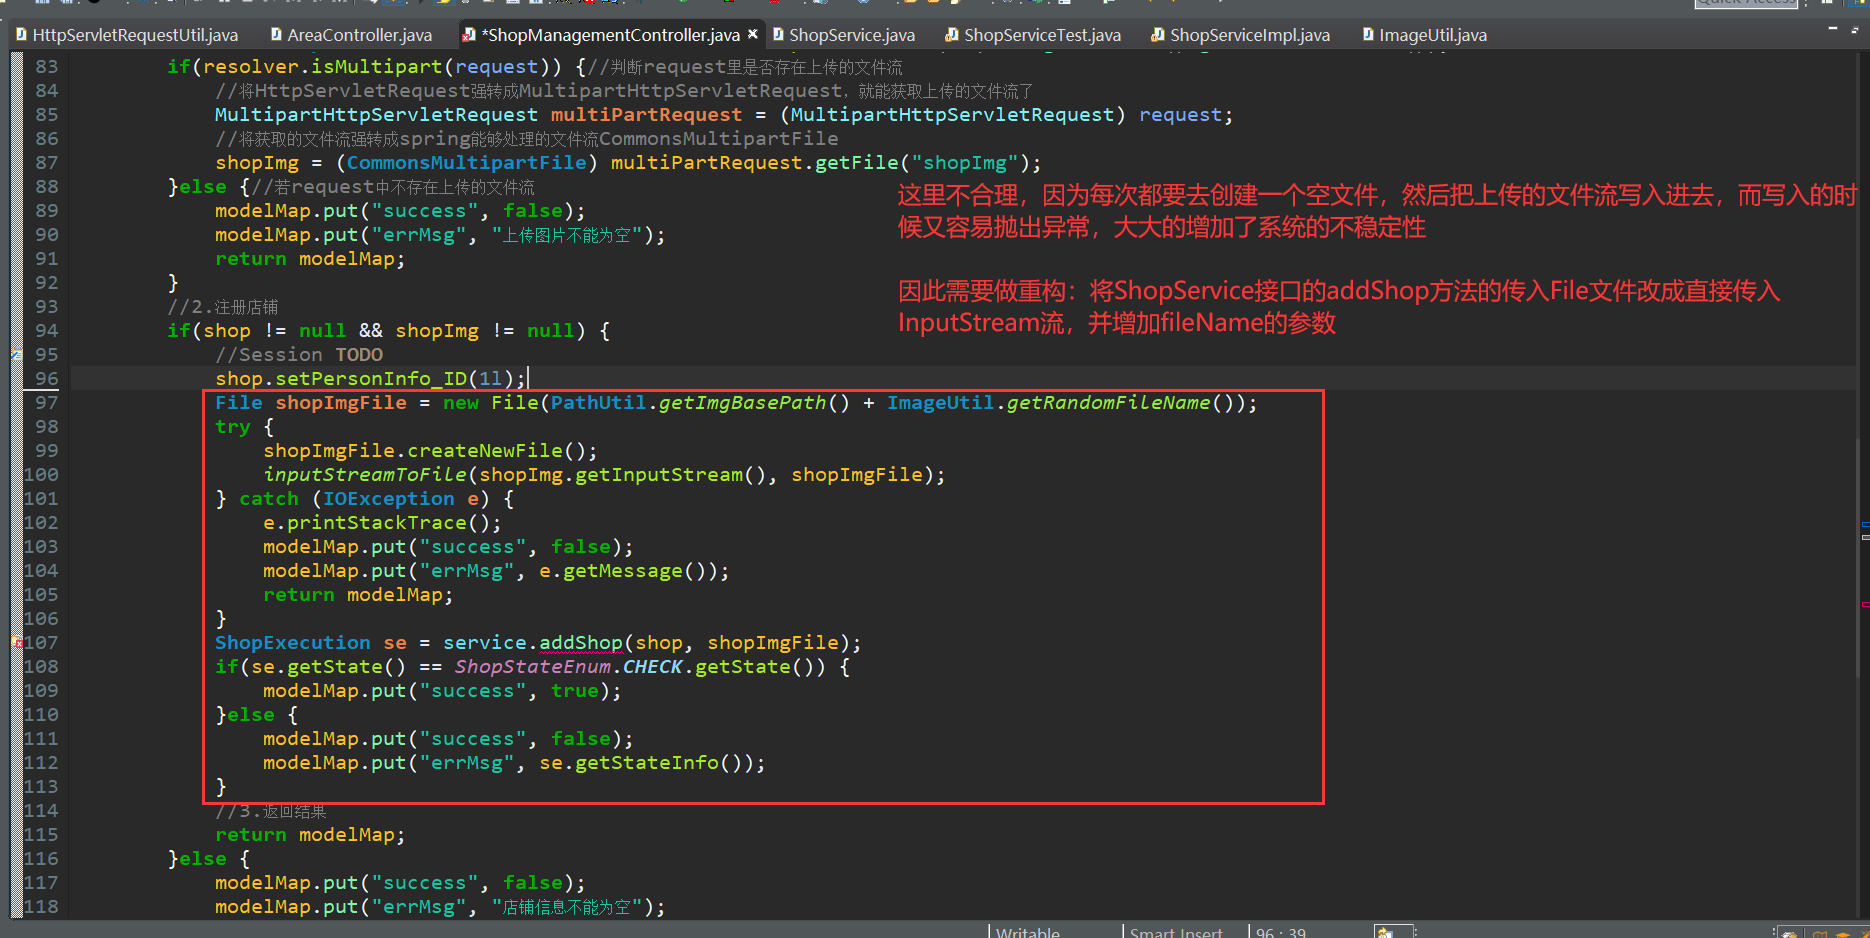 Quick Access
HttpServletRequestUtil.java AreaController.java *ShopManagementController.java ShopService.java ShopServiceTest.java ShopServiceImpl.java ImageUtil.java
83 if(resolver.isMultipart(request)) {//判断request里是否存在上传的文件流
84 //将HttpServletRequest强转成MultipartHttpServletRequest，就能获取上传的文件流了
85 MultipartHttpServletRequest multiPartRequest = (MultipartHttpServletRequest) request;
86 //将获取的文件流强转成spring能够处理的文件流CommonsMultipartFile
87 shopImg = (CommonsMultipartFile) multiPartRequest.getFile("shopImg");
88 }else {//若request中不存在上传的文件流
89 modelMap.put("success", false);
90 modelMap.put("errMsg", "上传图片不能为空");
91 return modelMap;
92 }
93 //2.注册店铺
94 if(shop != null && shopImg != null) {
95 //Session TODO
96 shop.setPersonInfo_ID(1l);
这里不合理，因为每次都要去创建一个空文件，然后把上传的文件流写入进去，而写入的时
候又容易抛出异常，大大的增加了系统的不稳定性
因此需要做重构：将ShopService接口的addShop方法的传入File文件改成直接传入
InputStream流，并增加fileName的参数
97 File shopImgFile = new File(PathUtil.getImgBasePath() + ImageUtil.getRandomFileName());
98 try {
99 shopImgFile.createNewFile();
100 inputStreamToFile(shopImg.getInputStream(), shopImgFile);
101 } catch (IOException e) {
102 e.printStackTrace();
103 modelMap.put("success", false);
104 modelMap.put("errMsg", e.getMessage());
105 return modelMap;
106 }
107 ShopExecution se = service.addShop(shop, shopImgFile);
108 if(se.getState() == ShopStateEnum.CHECK.getState()) {
109 modelMap.put("success", true);
110 }else {
111 modelMap.put("success", false);
112 modelMap.put("errMsg", se.getStateInfo());
113 }
114 //3.返回结果
115 return modelMap;
116 }else {
117 modelMap.put("success", false);
118 modelMap.put("errMsg", "店铺信息不能为空");
Writable Smart Insert 96 : 39